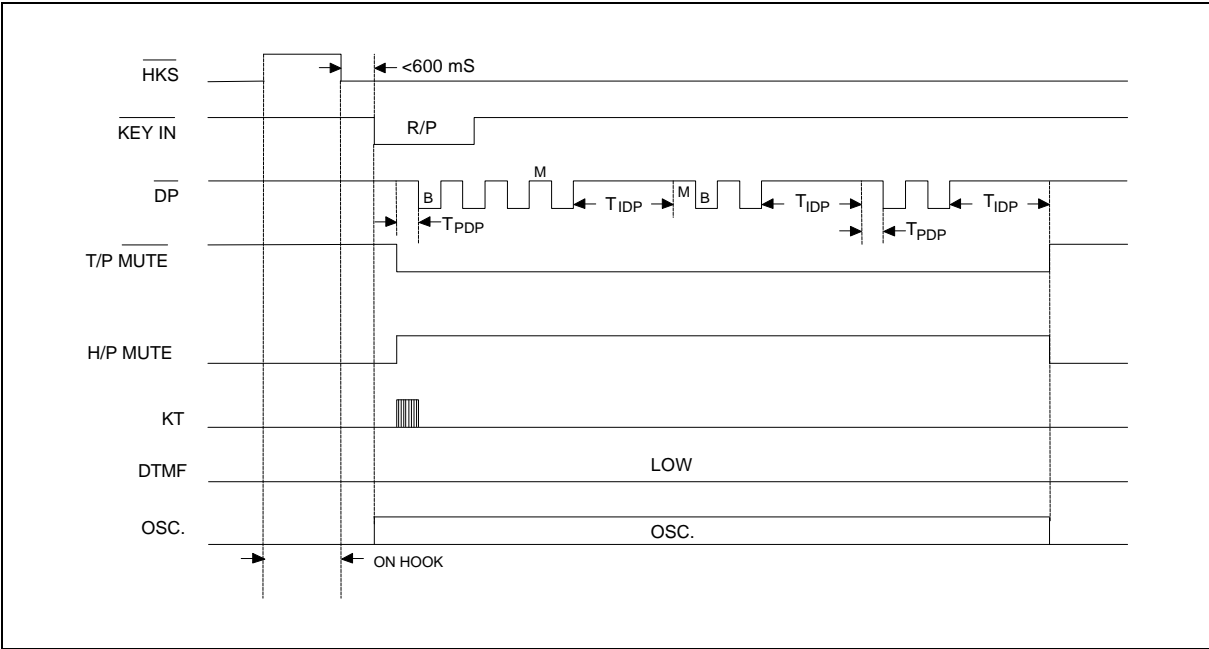 HKS
<600 mS
KEY IN
R/P
DP
B
M
TIDP
M
B
TIDP
TIDP
TPDP
TPDP
T/P MUTE
H/P MUTE
KT
DTMF
LOW
OSC.
OSC.
ON HOOK